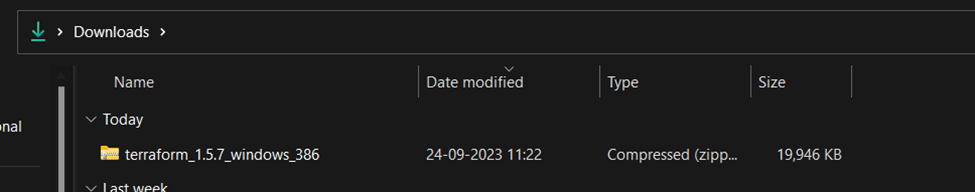 Downloads
Name Date modified Type Size
Today
onal
terraform_1.5.7_windows_386 24-09-2023 11:22 Compressed (zipp... 19,946 KB
Last week